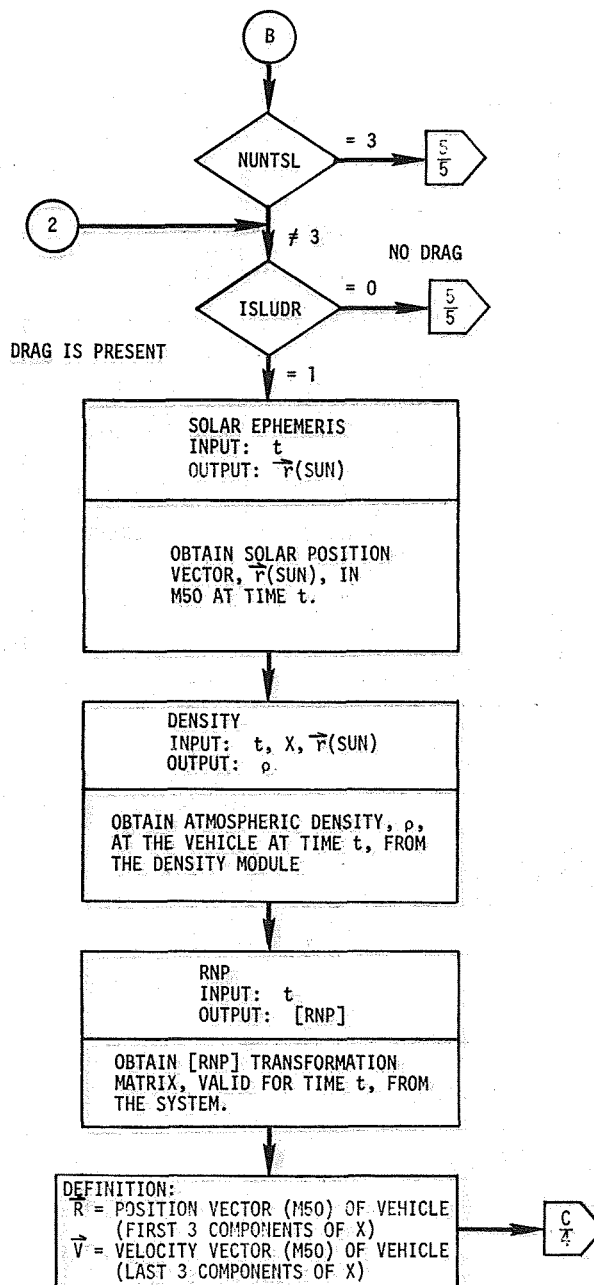 B
NUNTSL
= 3
5
5
2
≠ 3
NO DRAG
ISLUDR
= 0
5
5
DRAG IS PRESENT
= 1
SOLAR EPHEMERIS
INPUT: t
OUTPUT: r⃗(SUN)
OBTAIN SOLAR POSITION
VECTOR, r⃗(SUN), IN
M50 AT TIME t.
DENSITY
INPUT: t, X, r⃗(SUN)
OUTPUT: ρ
OBTAIN ATMOSPHERIC DENSITY, ρ,
AT THE VEHICLE AT TIME t, FROM
THE DENSITY MODULE
RNP
INPUT: t
OUTPUT: [RNP]
OBTAIN [RNP] TRANSFORMATION
MATRIX, VALID FOR TIME t, FROM
THE SYSTEM.
DEFINITION:
R⃗ = POSITION VECTOR (M50) OF VEHICLE
(FIRST 3 COMPONENTS OF X)
V⃗ = VELOCITY VECTOR (M50) OF VEHICLE
(LAST 3 COMPONENTS OF X)
C
4